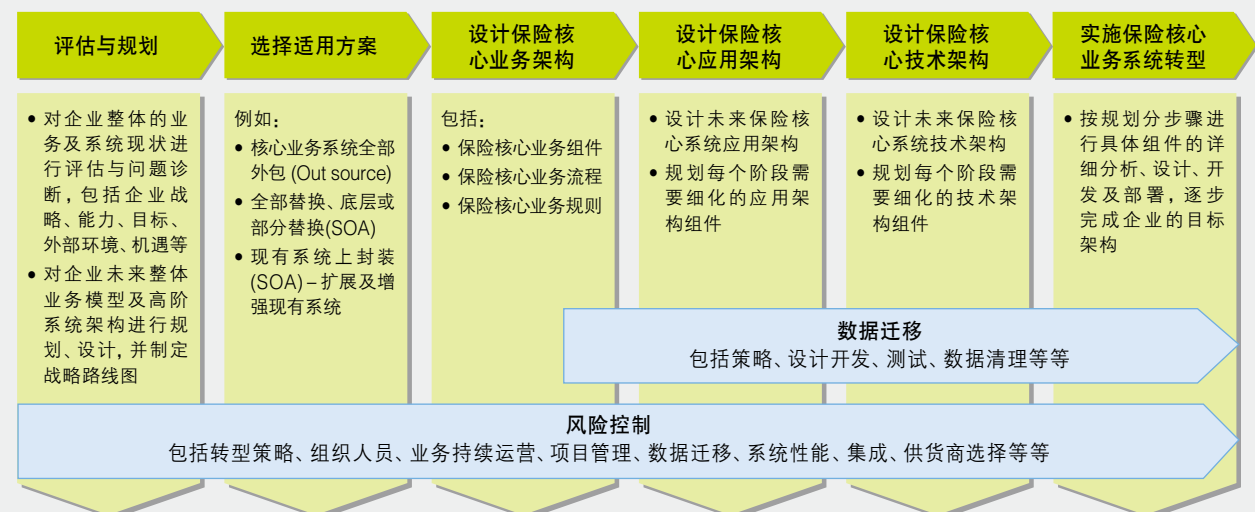 评估与规划
选择适用方案
设计保险核
心业务架构
设计保险核
心应用架构
设计保险核
心技术架构
实施保险核心
业务系统转型
• 对企业整体的业
务及系统现状进
行评估与问题诊
断，包括企业战
略、能力、目标、
外部环境、机遇等
• 对企业未来整体
业务模型及高阶
系统架构进行规
划、设计，并制定
战略路线图
例如：
• 核心业务系统全部
外包 (Out source)
• 全部替换、底层或
部分替换(SOA)
• 现有系统上封装
(SOA) – 扩展及增
强现有系统
包括：
• 保险核心业务组件
• 保险核心业务流程
• 保险核心业务规则
• 设计未来保险核
心系统应用架构
• 规划每个阶段需
要细化的应用架
构组件
• 设计未来保险核
心系统技术架构
• 规划每个阶段需
要细化的技术架
构组件
• 按规划分步骤进
行具体组件的详
细分析、设计、开
发及部署，逐步
完成企业的目标
架构
数据迁移
包括策略、设计开发、测试、数据清理等等
风险控制
包括转型策略、组织人员、业务持续运营、项目管理、数据迁移、系统性能、集成、供货商选择等等